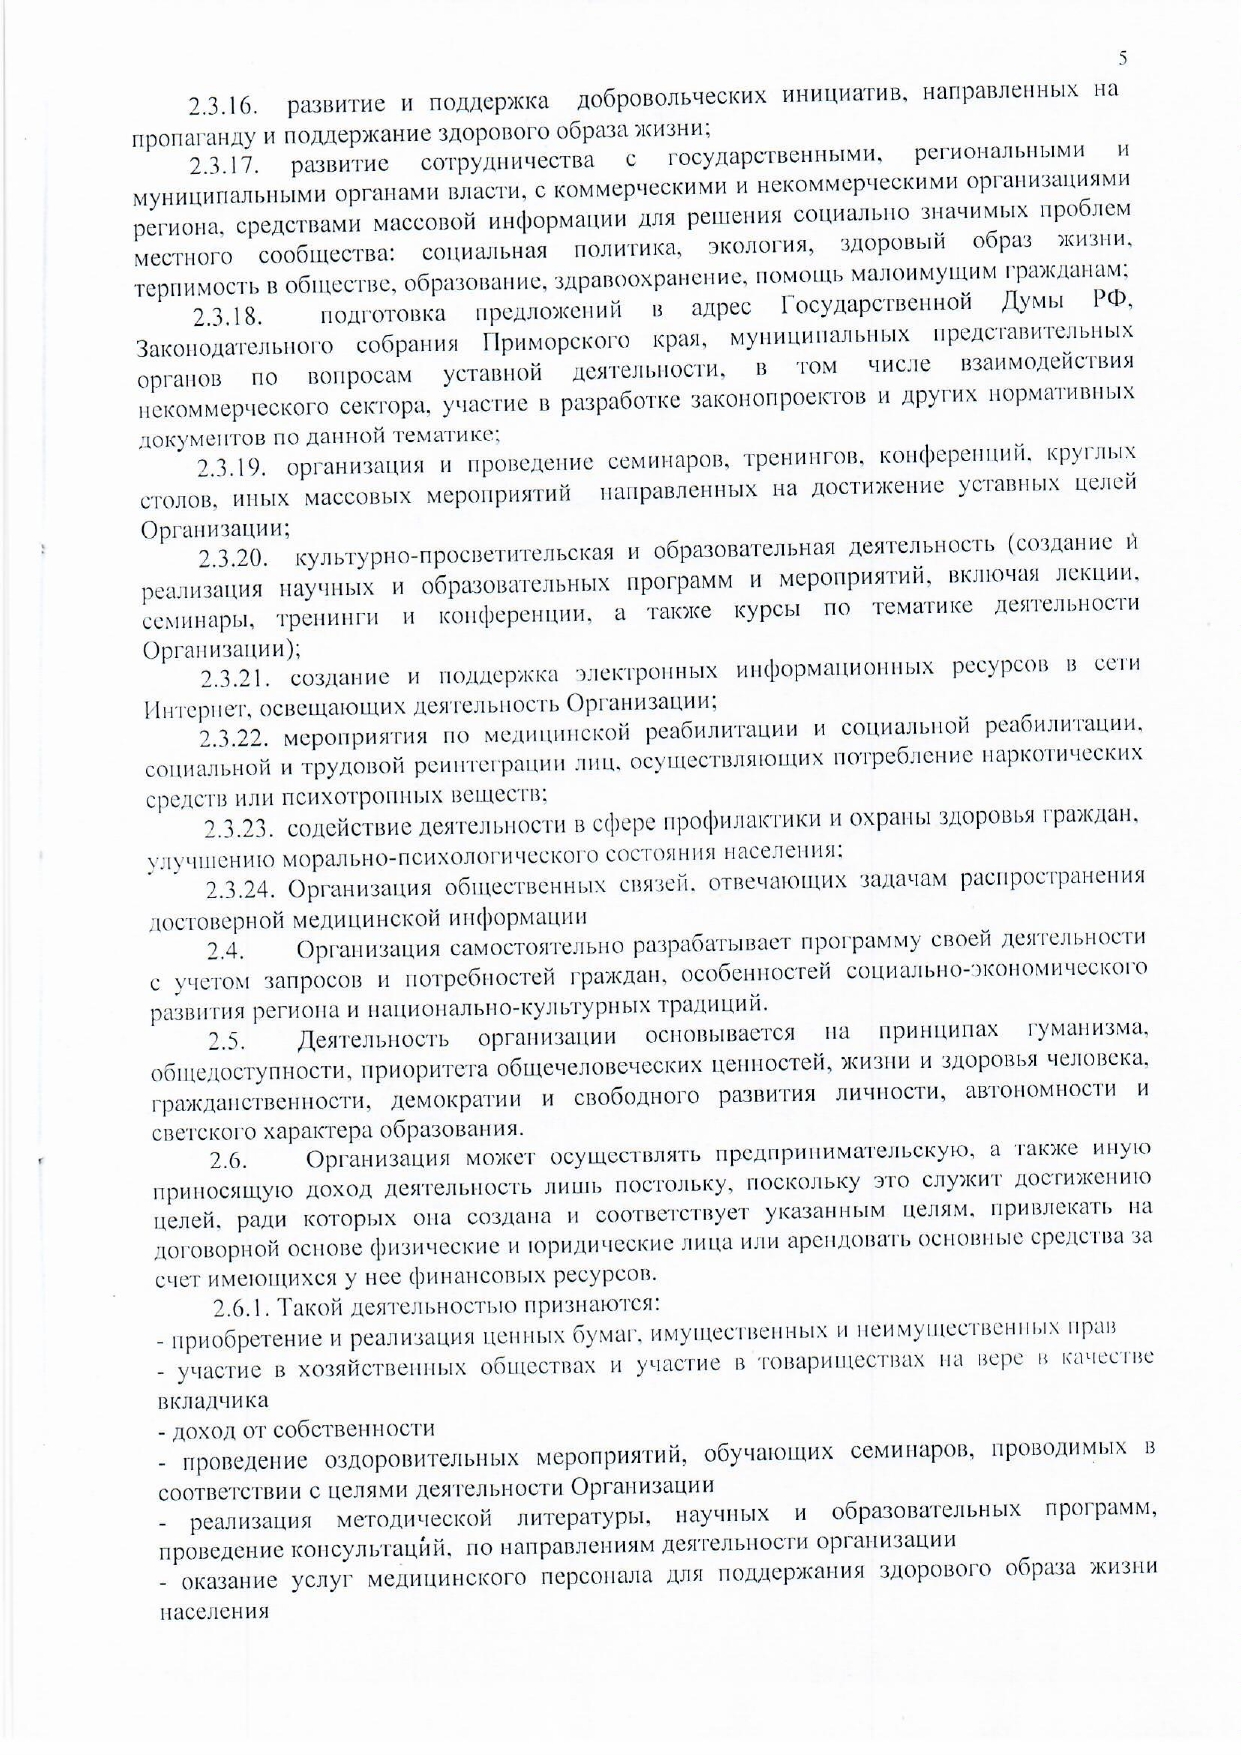 5
2.3.16. развитие и поддержка добровольческих инициатив, направленных на
пропаганду и поддержание здорового образа жизни;
2.3.17. развитие сотрудничества с государственными, региональными и
муниципальными органами власти, с коммерческими и некоммерческими организациями
региона, средствами массовой информации для решения социально значимых проблем
местного сообщества: социальная политика, экология, здоровый образ жизни,
терпимость в обществе, образование, здравоохранение, помощь малоимущим гражданам;
2.3.18. подготовка предложений в адрес Государственной Думы РФ,
Законодательного собрания Приморского края, муниципальных представительных
органов по вопросам уставной деятельности, в том числе взаимодействия
некоммерческого сектора, участие в разработке законопроектов и других нормативных
документов по данной тематике;
2.3.19. организация и проведение семинаров, тренингов, конференций, круглых
столов, иных массовых мероприятий направленных на достижение уставных целей
Организации;
2.3.20. культурно-просветительская и образовательная деятельность (создание и
реализация научных и образовательных программ и мероприятий, включая лекции,
семинары, тренинги и конференции, а также курсы по тематике деятельности
Организации);
2.3.21. создание и поддержка электронных информационных ресурсов в сети
Интернет, освещающих деятельность Организации;
2.3.22. мероприятия по медицинской реабилитации и социальной реабилитации,
социальной и трудовой реинтеграции лиц, осуществляющих потребление наркотических
средств или психотропных веществ;
2.3.23. содействие деятельности в сфере профилактики и охраны здоровья граждан,
улучшению морально-психологического состояния населения;
2.3.24. Организация общественных связей, отвечающих задачам распространения
достоверной медицинской информации
2.4. Организация самостоятельно разрабатывает программу своей деятельности
с учетом запросов и потребностей граждан, особенностей социально-экономического
развития региона и национально-культурных традиций.
2.5. Деятельность организации основывается на принципах гуманизма,
общедоступности, приоритета общечеловеческих ценностей, жизни и здоровья человека,
гражданственности, демократии и свободного развития личности, автономности и
светского характера образования.
2.6. Организация может осуществлять предпринимательскую, а также иную
приносящую доход деятельность лишь постольку, поскольку это служит достижению
целей, ради которых она создана и соответствует указанным целям, привлекать на
договорной основе физические и юридические лица или арендовать основные средства за
счет имеющихся у нее финансовых ресурсов.
2.6.1. Такой деятельностью признаются:
- приобретение и реализация ценных бумаг, имущественных и неимущественных прав
- участие в хозяйственных обществах и участие в товариществах на вере в качестве
вкладчика
- доход от собственности
- проведение оздоровительных мероприятий, обучающих семинаров, проводимых в
соответствии с целями деятельности Организации
- реализация методической литературы, научных и образовательных программ,
проведение консультаций, по направлениям деятельности организации
- оказание услуг медицинского персонала для поддержания здорового образа жизни
населения